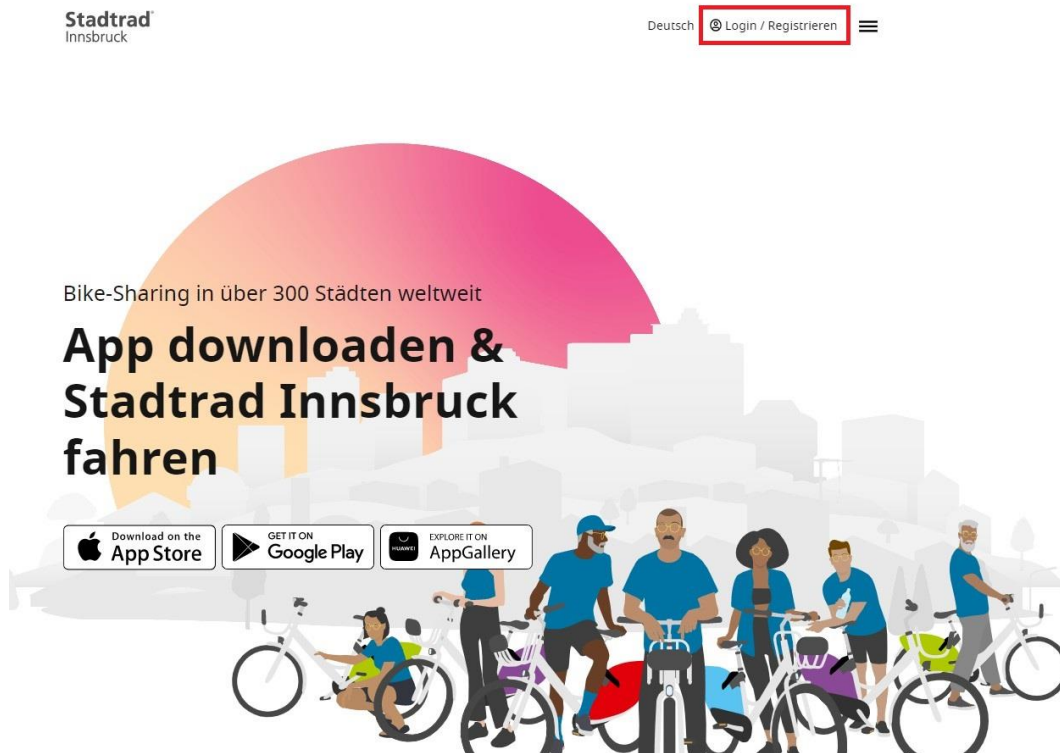 Stadtrad
Innsbruck
Deutsch
Login / Registrieren
Bike-Sharing in über 300 Städten weltweit
App downloaden &
Stadtrad Innsbruck
fahren
Download on the
App Store
GET IT ON
Google Play
HUAWEI
EXPLORE IT ON
AppGallery